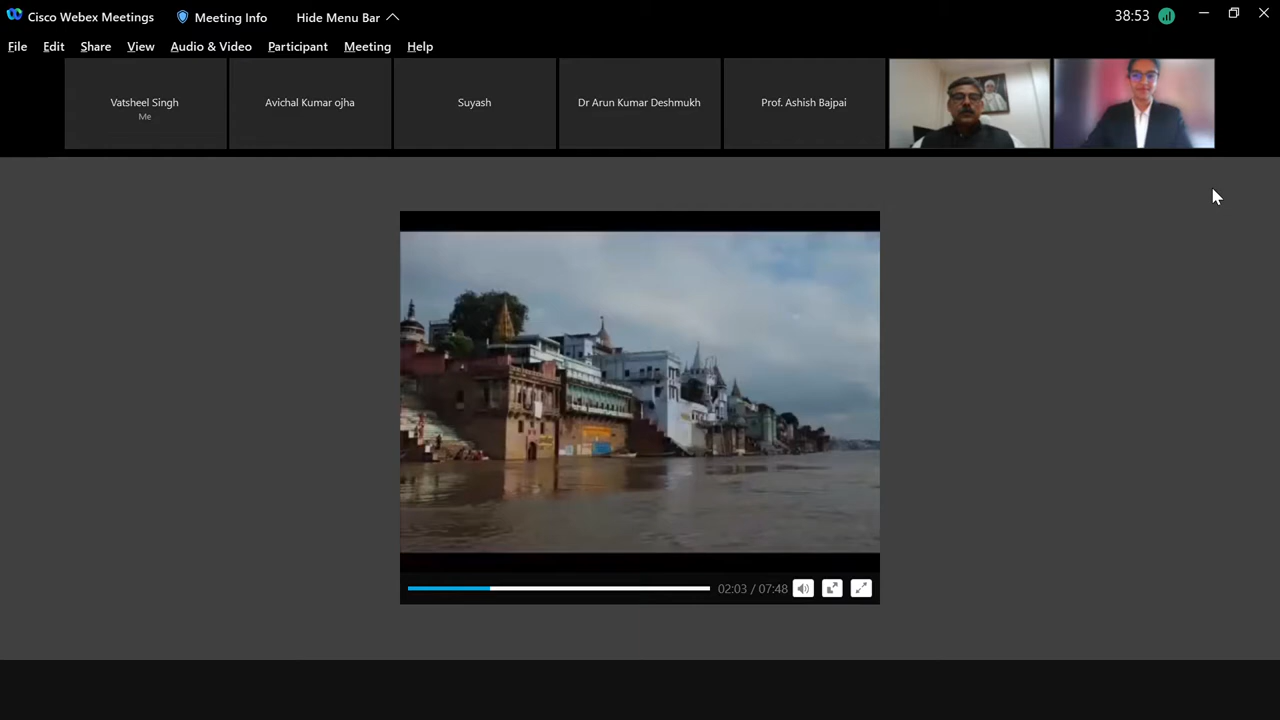 Cisco Webex Meetings
Meeting Info
Hide Menu Bar
38:53
File Edit Share View Audio & Video Participant Meeting Help
Vatsheel Singh
Me
Avichal Kumar ojha
Suyash
Dr Arun Kumar Deshmukh
Prof. Ashish Bajpai
02:03 / 07:48